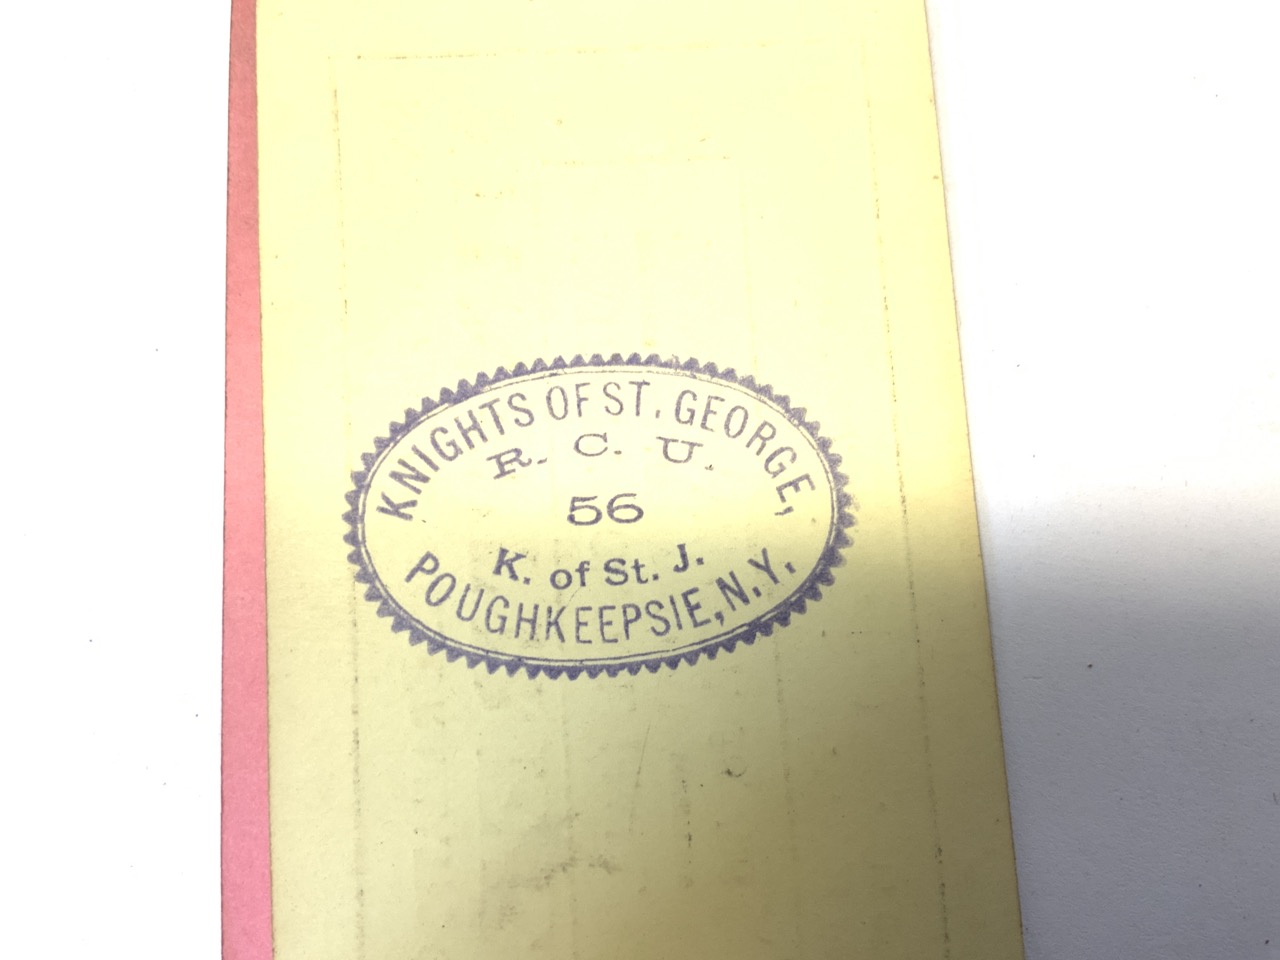 KNIGHTS OF ST. GEORGE,
R. C. U.
56
K. of St. J.
POUGHKEEPSIE, N.Y.